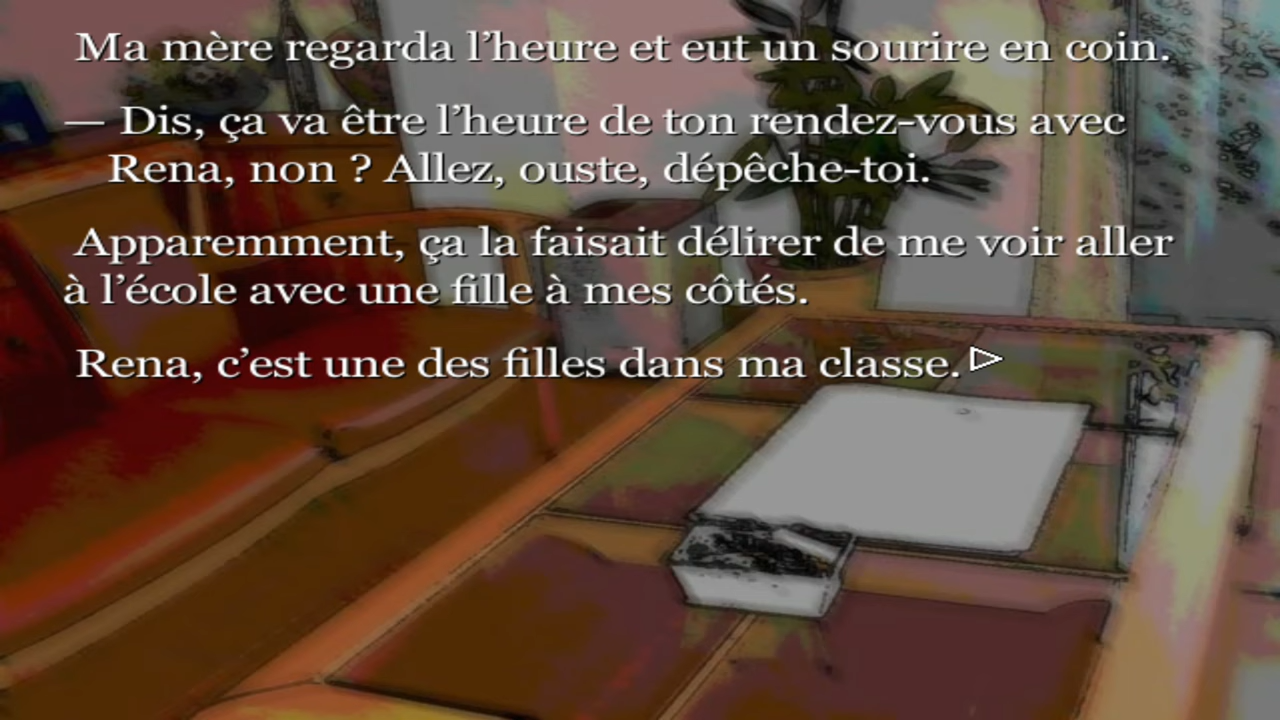 Ma mère regarda l’heure et eut un sourire en coin.
— Dis, ça va être l’heure de ton rendez-vous avec
Rena, non ? Allez, ouste, dépêche-toi.
Apparemment, ça la faisait délirer de me voir aller
à l’école avec une fille à mes côtés.
Rena, c’est une des filles dans ma classe.